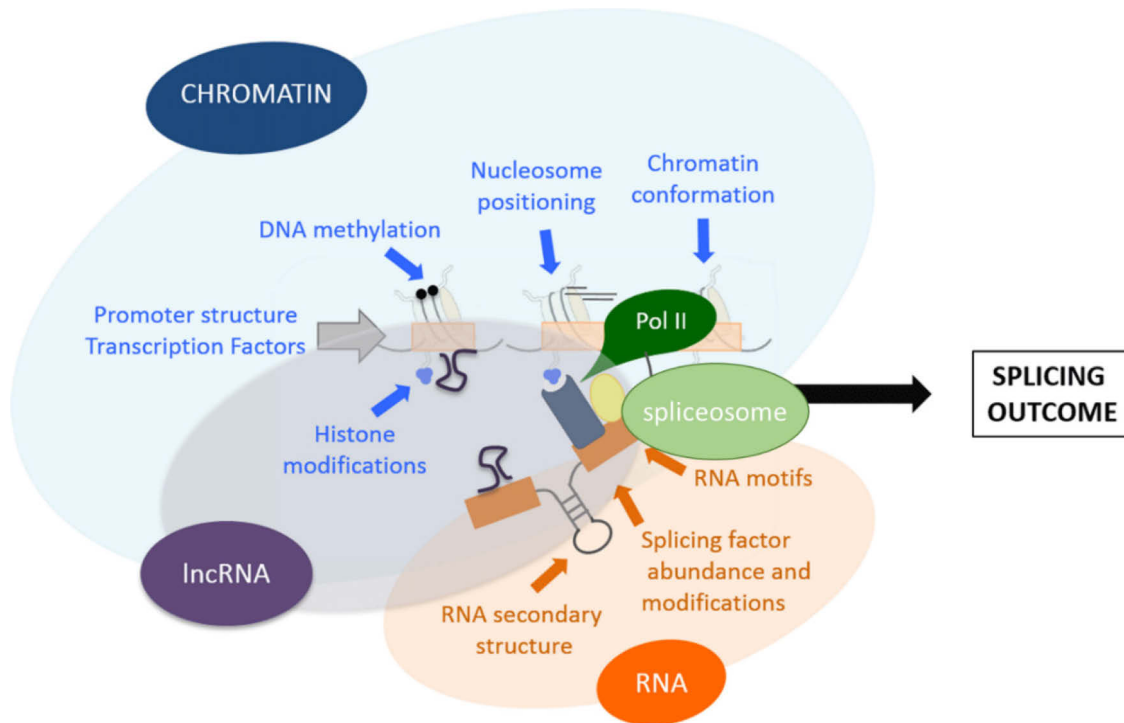 CHROMATIN
Nucleosome
positioning
Chromatin
conformation
DNA methylation
Promoter structure
Transcription Factors
Pol II
Histone
modifications
spliceosome
SPLICING
OUTCOME
RNA motifs
lncRNA
Splicing factor
abundance and
modifications
RNA secondary
structure
RNA